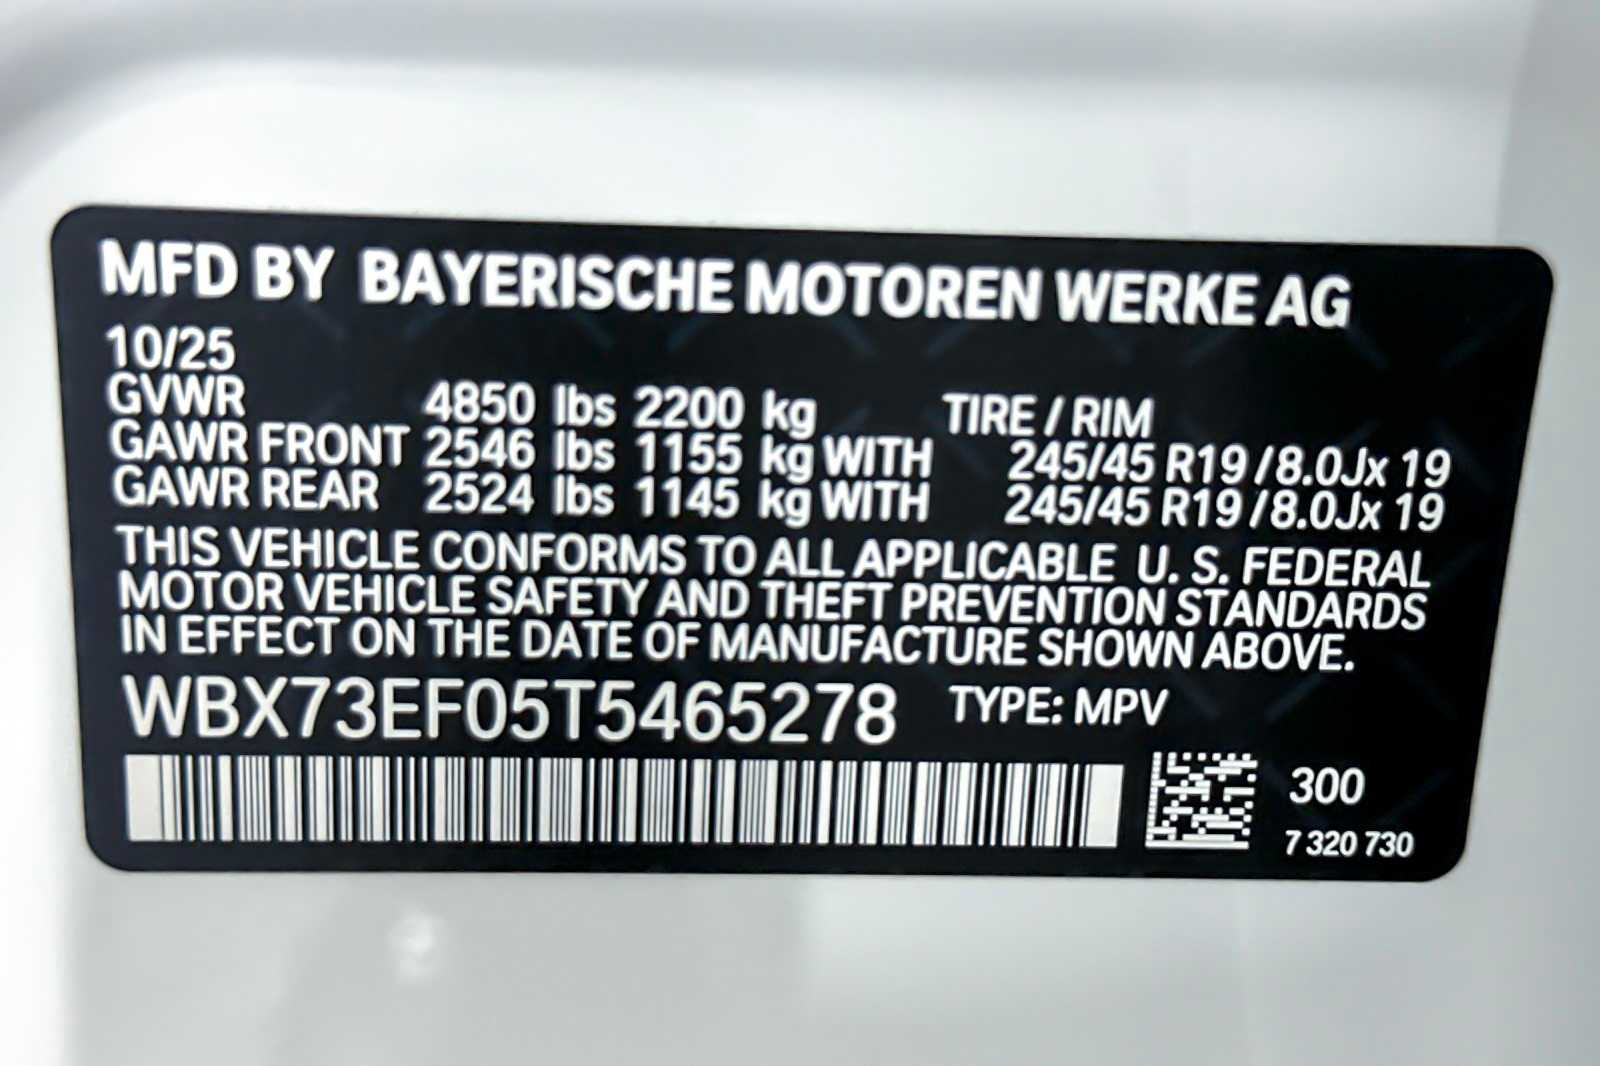 MFD BY BAYERISCHE MOTOREN WERKE AG
10/25
GVWR 4850 lbs 2200 kg TIRE / RIM
GAWR FRONT 2546 lbs 1155 kg WITH 245/45 R19 / 8.0Jx 19
GAWR REAR 2524 lbs 1145 kg WITH 245/45 R19 / 8.0Jx 19
THIS VEHICLE CONFORMS TO ALL APPLICABLE U. S. FEDERAL
MOTOR VEHICLE SAFETY AND THEFT PREVENTION STANDARDS
IN EFFECT ON THE DATE OF MANUFACTURE SHOWN ABOVE.
WBX73EF05T5465278 TYPE: MPV
300
7 320 730